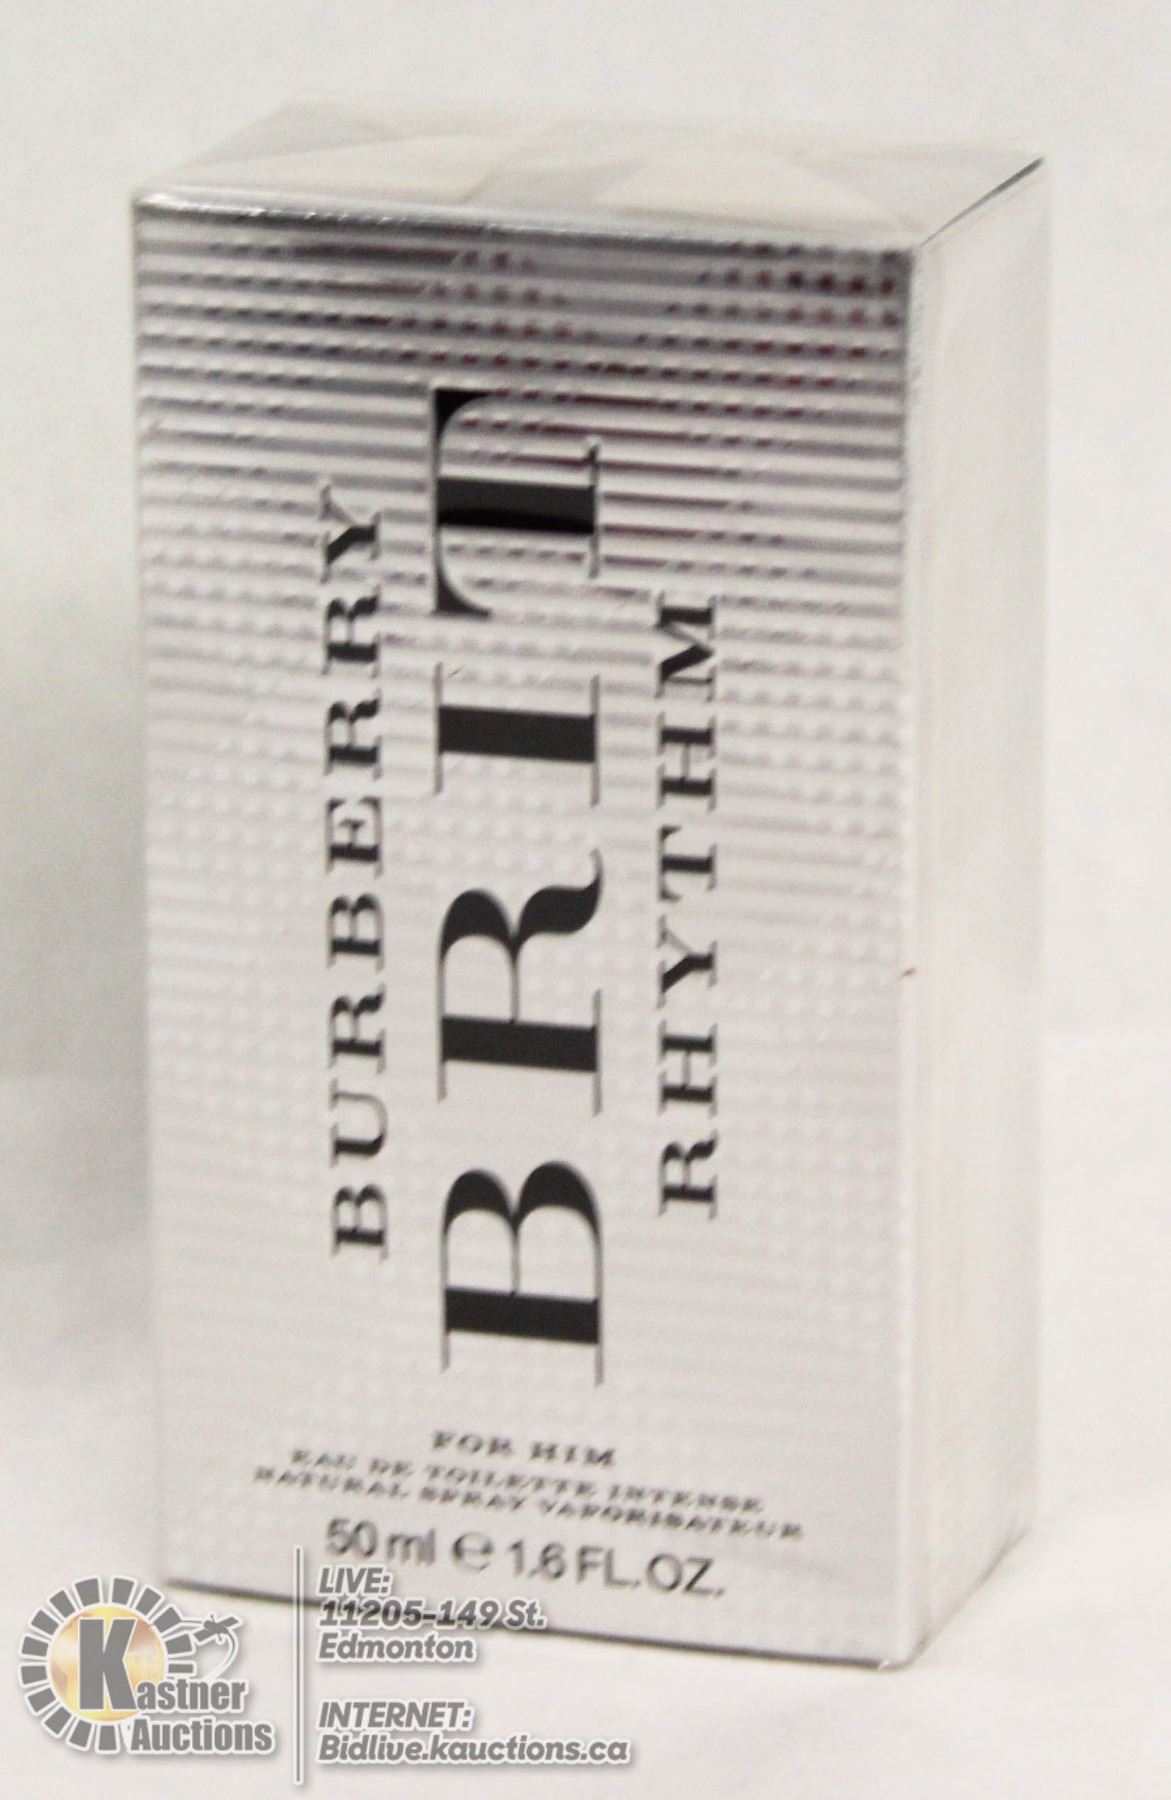 BURBERRY
BRIT
RHYTHM
FOR HIM
EAU DE TOILETTE INTENSE
NATURAL SPRAY VAPORISATEUR
50 ml e 1.6 FL.OZ.
Kastner
Auctions
LIVE:
11205-149 St.
Edmonton
INTERNET:
Bidlive.kauctions.ca